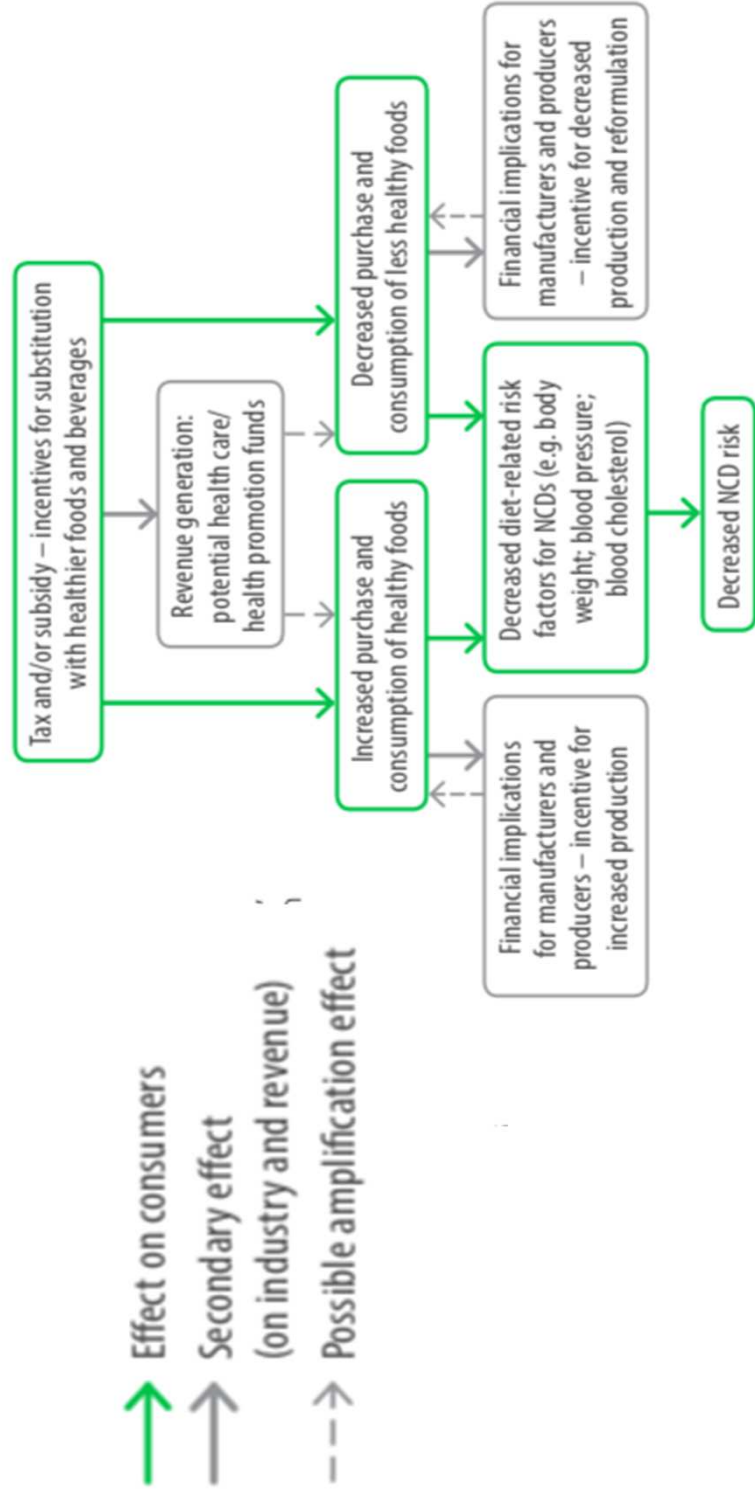 Tax and/or subsidy – incentives for substitution
with healthier foods and beverages
Revenue generation:
potential health care/
health promotion funds
Increased purchase and
consumption of healthy foods
Decreased purchase and
consumption of less healthy foods
Financial implications
for manufacturers and
producers – incentive for
increased production
Decreased diet-related risk
factors for NCDs (e.g. body
weight; blood pressure;
blood cholesterol)
Financial implications for
manufacturers and producers
– incentive for decreased
production and reformulation
Decreased NCD risk
Effect on consumers
Secondary effect
(on industry and revenue)
Possible amplification effect